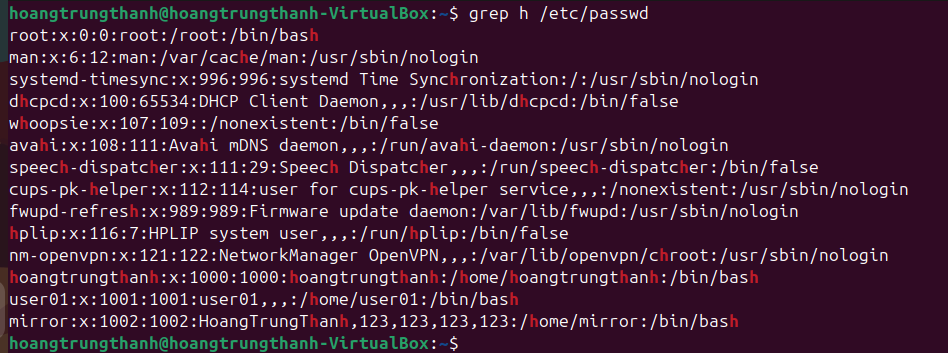 hoangtrungthanh@hoangtrungthanh-VirtualBox:~$ grep h /etc/passwd
root:x:0:0:root:/root:/bin/bash
man:x:6:12:man:/var/cache/man:/usr/sbin/nologin
systemd-timesync:x:996:996:systemd Time Synchronization:/:/usr/sbin/nologin
dhcpcd:x:100:65534:DHCP Client Daemon,,,:/usr/lib/dhcpcd:/bin/false
whoopsie:x:107:109::/nonexistent:/bin/false
avahi:x:108:111:Avahi mDNS daemon,,,:/run/avahi-daemon:/usr/sbin/nologin
speech-dispatcher:x:111:29:Speech Dispatcher,,,:/run/speech-dispatcher:/bin/false
cups-pk-helper:x:112:114:user for cups-pk-helper service,,,:/nonexistent:/usr/sbin/nologin
fwupd-refresh:x:989:989:Firmware update daemon:/var/lib/fwupd:/usr/sbin/nologin
hplip:x:116:7:HPLIP system user,,,:/run/hplip:/bin/false
nm-openvpn:x:121:122:NetworkManager OpenVPN,,,:/var/lib/openvpn/chroot:/usr/sbin/nologin
hoangtrungthanh:x:1000:1000:hoangtrungthanh:/home/hoangtrungthanh:/bin/bash
user01:x:1001:1001:user01,,,:/home/user01:/bin/bash
mirror:x:1002:1002:HoangTrungThanh,123,123,123,123:/home/mirror:/bin/bash
hoangtrungthanh@hoangtrungthanh-VirtualBox:~$